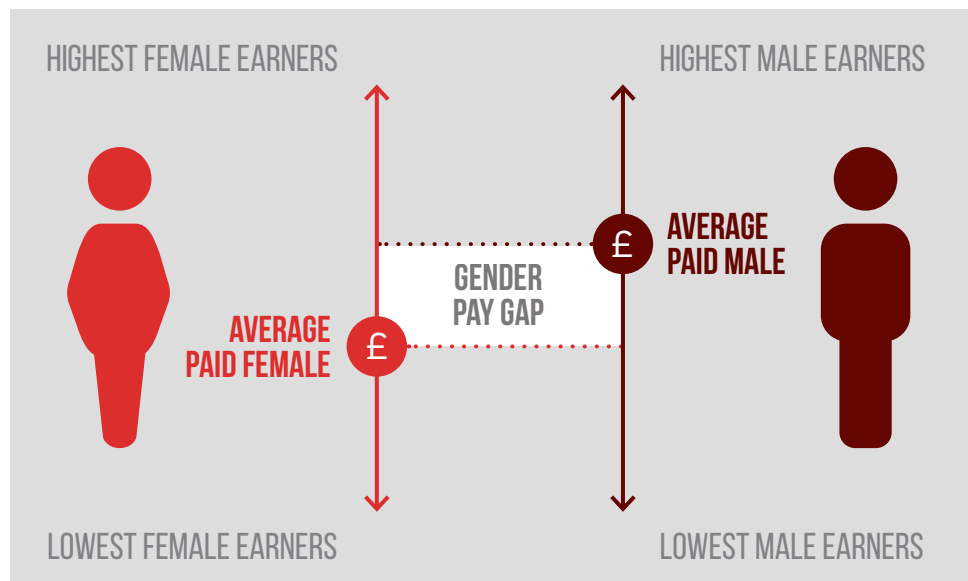 HIGHEST FEMALE EARNERS
HIGHEST MALE EARNERS
£
AVERAGE
PAID MALE
GENDER
PAY GAP
AVERAGE
PAID FEMALE
£
LOWEST FEMALE EARNERS
LOWEST MALE EARNERS